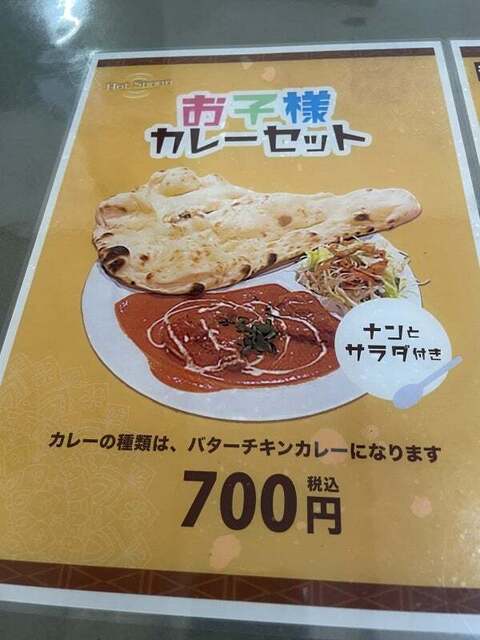 お子様
カレーセット
ナンと
サラダ付き
カレーの種類は、バターチキンカレーになります
700円
税込